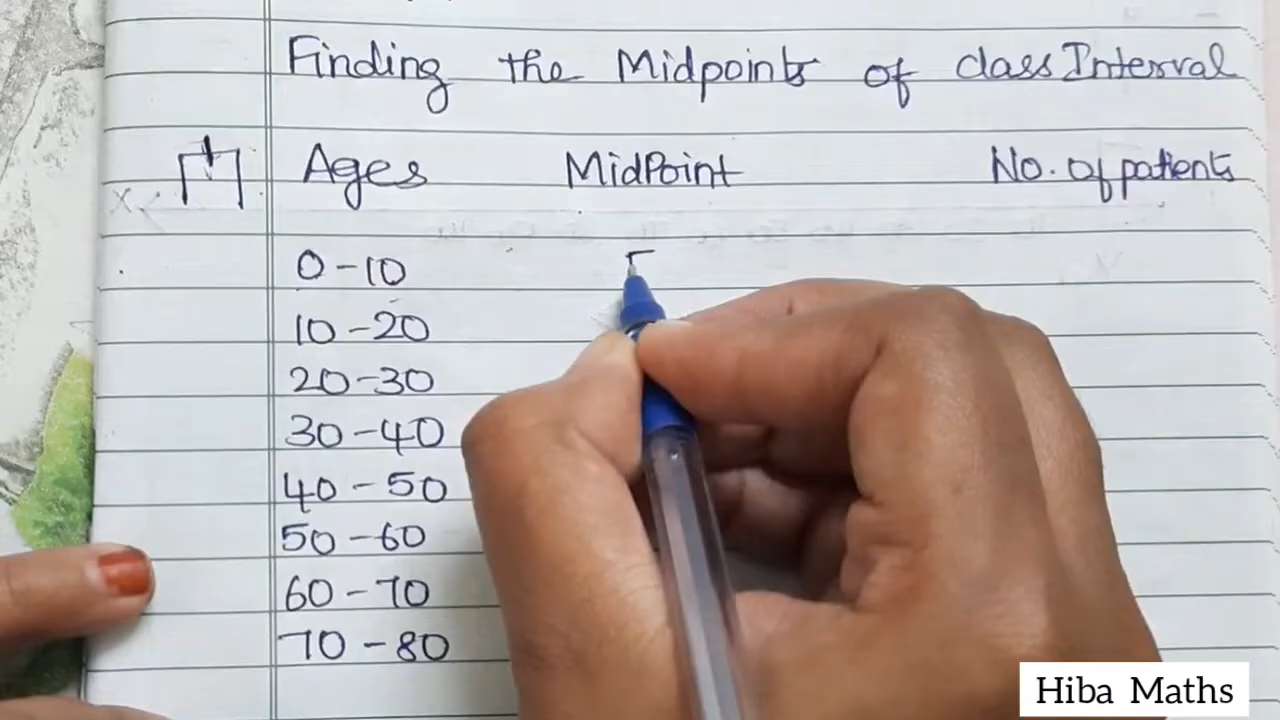 Finding the Midpoints of class Interval
Ages MidPoint No. of patients
0-10 5
10-20
20-30
30-40
40-50
50-60
60-70
70-80
Hiba Maths